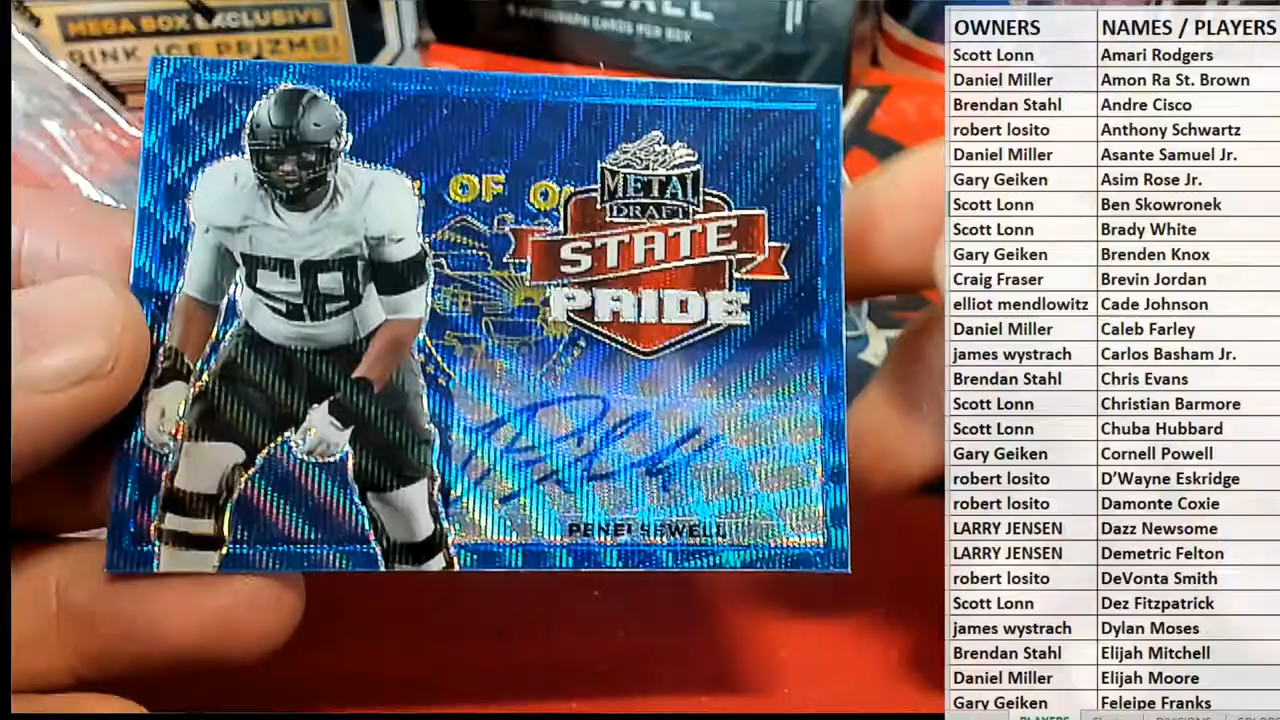 MEGA BOX EXCLUSIVE
PINK ICE PRIZMS!
AUTOGRAPH CARDS PER BOX
OF
METAL
DRAFT
STATE
PRIDE
58
PENEI SEWELL
OWNERS NAMES / PLAYERS
Scott Lonn Amari Rodgers
Daniel Miller Amon Ra St. Brown
Brendan Stahl Andre Cisco
robert losito Anthony Schwartz
Daniel Miller Asante Samuel Jr.
Gary Geiken Asim Rose Jr.
Scott Lonn Ben Skowronek
Scott Lonn Brady White
Gary Geiken Brenden Knox
Craig Fraser Brevin Jordan
elliot mendlowitz Cade Johnson
Daniel Miller Caleb Farley
james wystrach Carlos Basham Jr.
Brendan Stahl Chris Evans
Scott Lonn Christian Barmore
Scott Lonn Chuba Hubbard
Gary Geiken Cornell Powell
robert losito D'Wayne Eskridge
robert losito Damonte Coxie
LARRY JENSEN Dazz Newsome
LARRY JENSEN Demetric Felton
robert losito DeVonta Smith
Scott Lonn Dez Fitzpatrick
james wystrach Dylan Moses
Brendan Stahl Elijah Mitchell
Daniel Miller Elijah Moore
Gary Geiken Feleipe Franks
PLAYERS